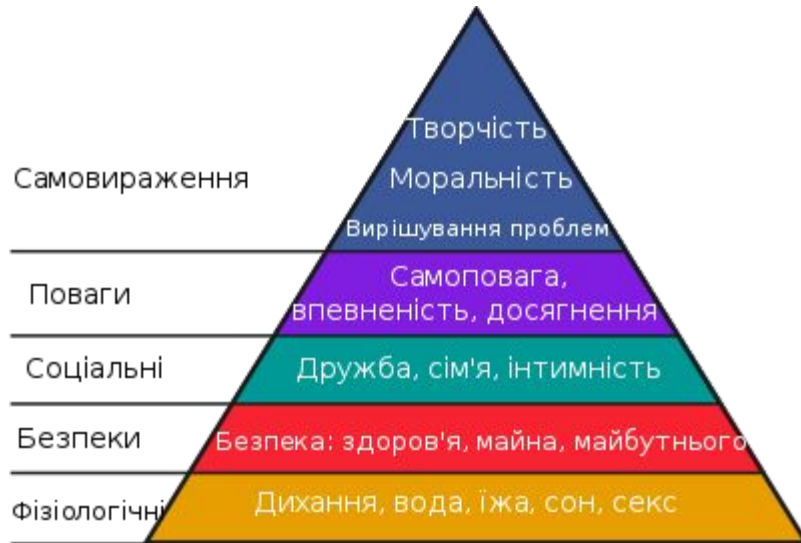 Творчість
Самовираження
Моральність
Вирішування проблем
Поваги
Самоповага,
впевненість, досягнення
Соціальні
Дружба, сім'я, інтимність
Безпеки
Безпека: здоров'я, майна, майбутнього
Фізіологічні
Дихання, вода, їжа, сон, секс